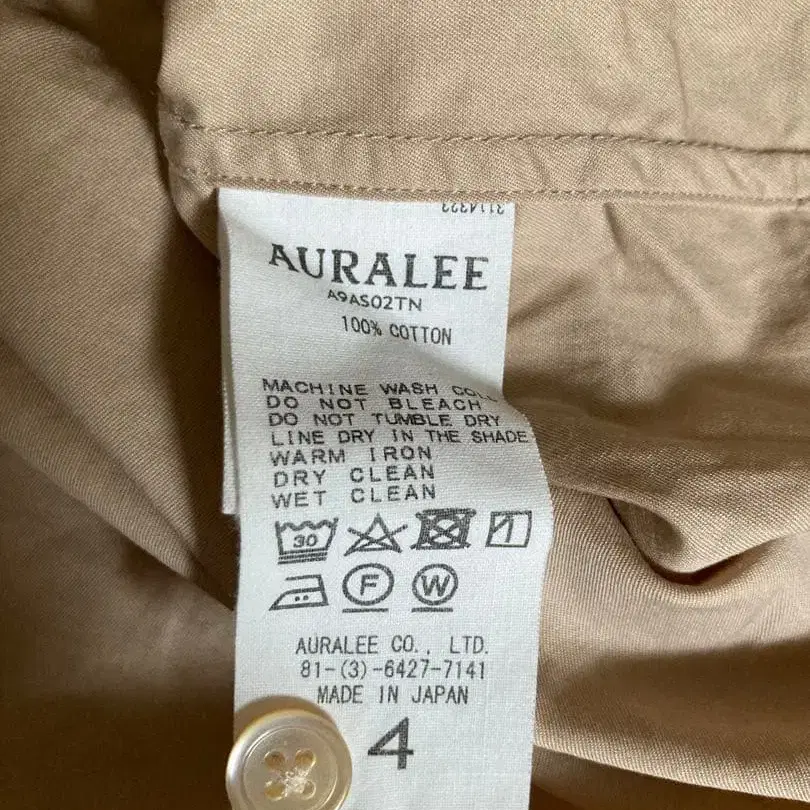 AURALEE
A9AS02TN
100% COTTON
MACHINE WASH
DO NOT BLEACH
DO NOT TUMBLE DRY
LINE DRY IN THE SHADE
WARM IRON
DRY CLEAN
WET CLEAN
30
F W
AURALEE CO., LTD.
81-(3)-6427-7141
MADE IN JAPAN
4